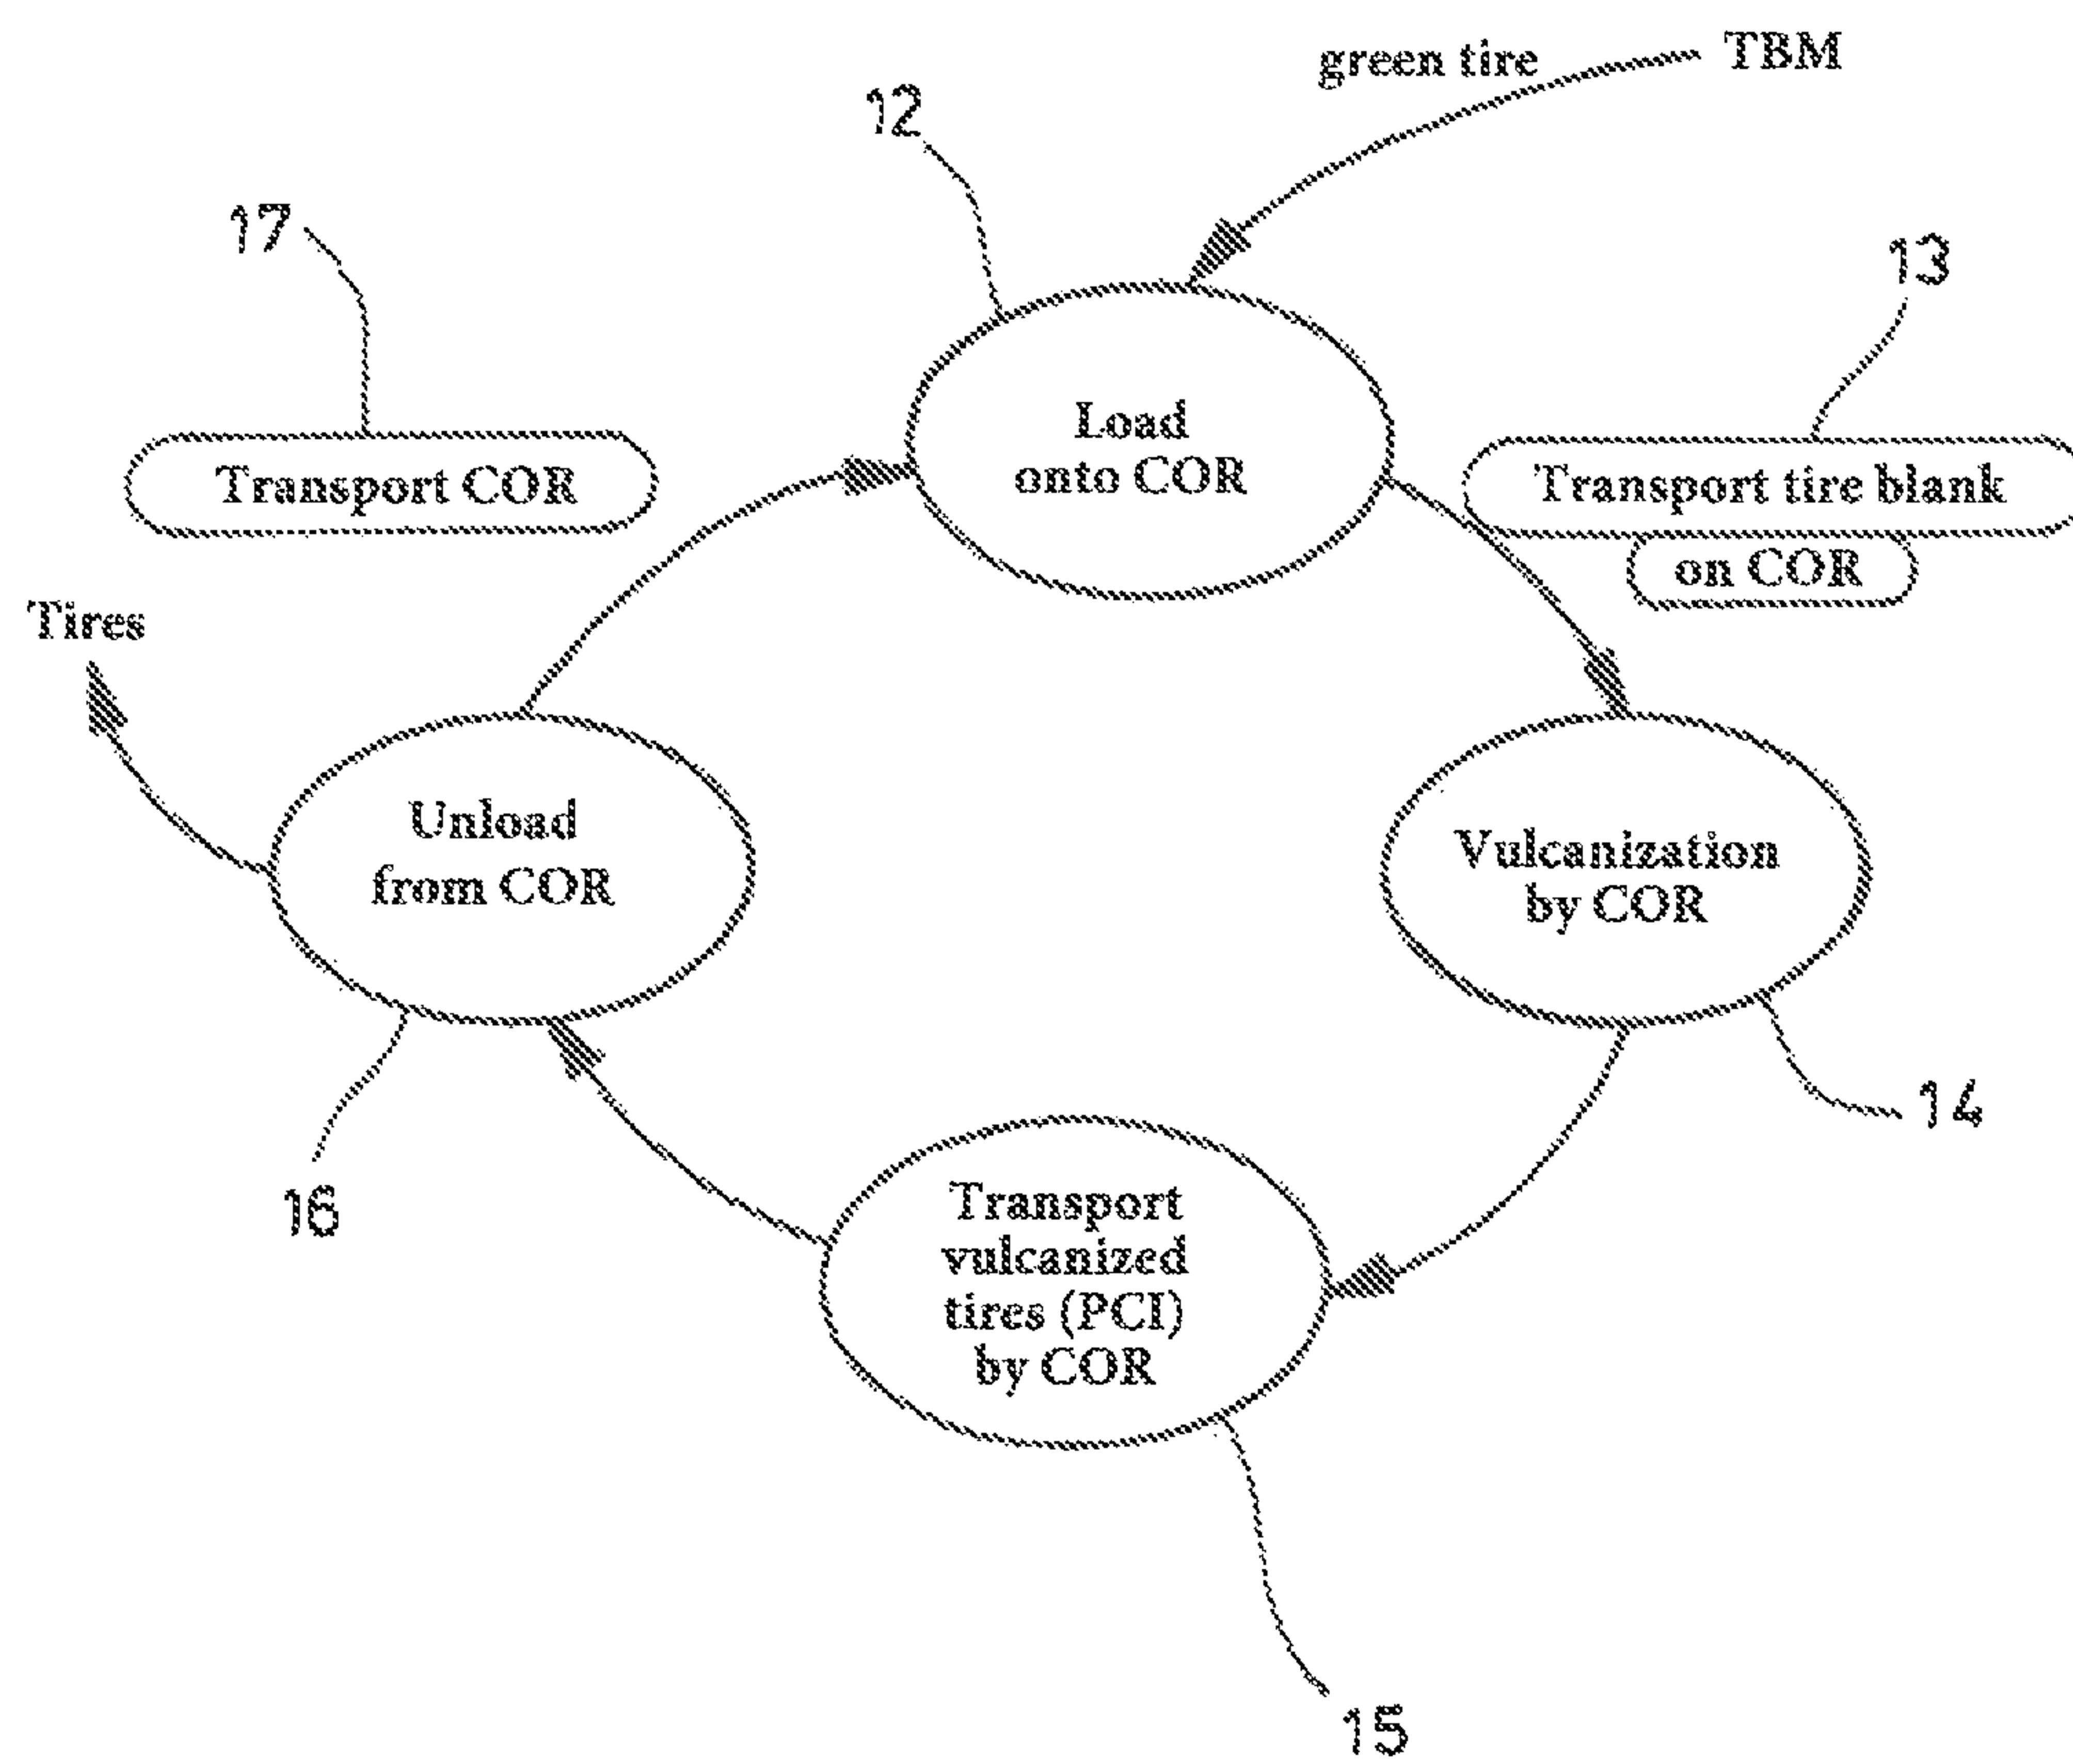 green tire
TBM
12
17
13
Load
onto COR
Transport COR
Transport tire blank
on COR
Tires
Unload
from COR
Vulcanization
by COR
14
16
Transport
vulcanized
tires (PCI)
by COR
15